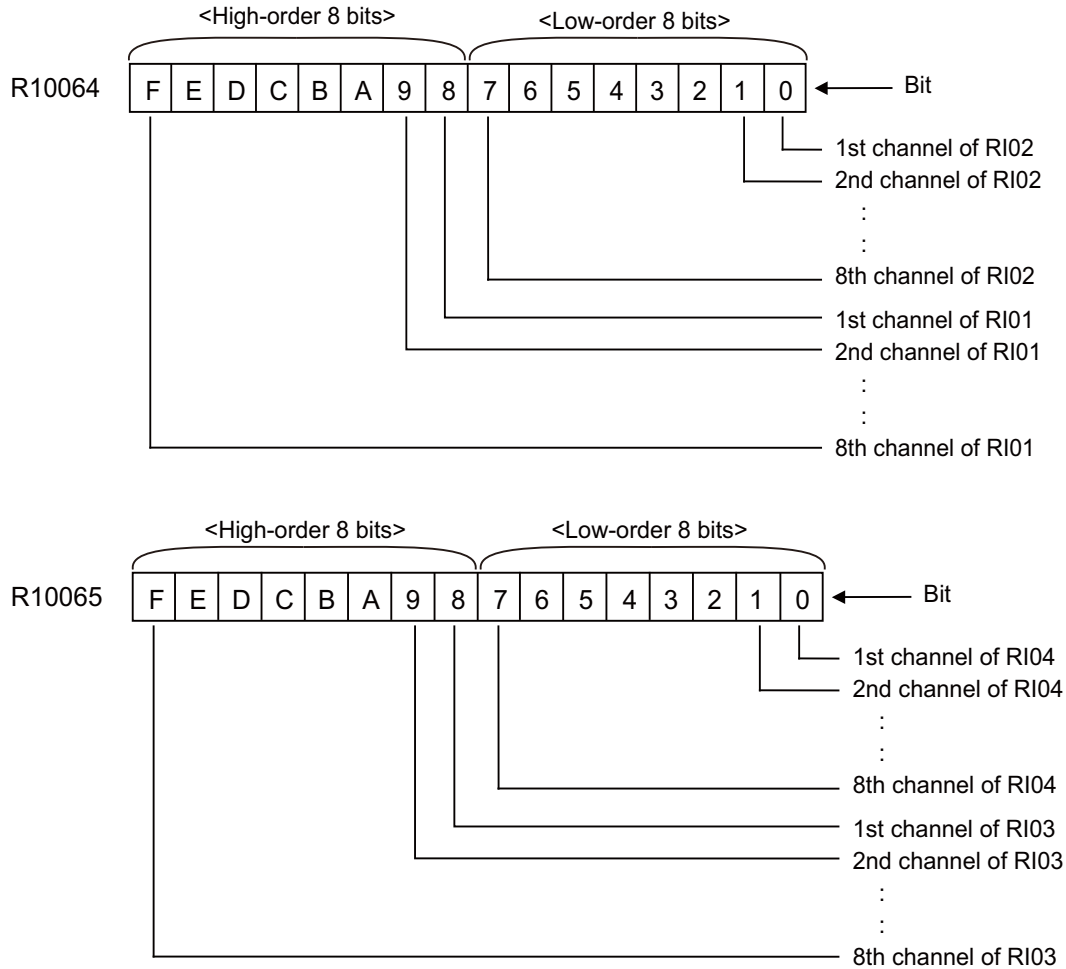 <High-order 8 bits> <Low-order 8 bits>
R10064 F E D C B A 9 8 7 6 5 4 3 2 1 0 Bit
1st channel of RI02
2nd channel of RI02
:
:
8th channel of RI02
1st channel of RI01
2nd channel of RI01
:
:
8th channel of RI01
<High-order 8 bits> <Low-order 8 bits>
R10065 F E D C B A 9 8 7 6 5 4 3 2 1 0 Bit
1st channel of RI04
2nd channel of RI04
:
:
8th channel of RI04
1st channel of RI03
2nd channel of RI03
:
:
8th channel of RI03